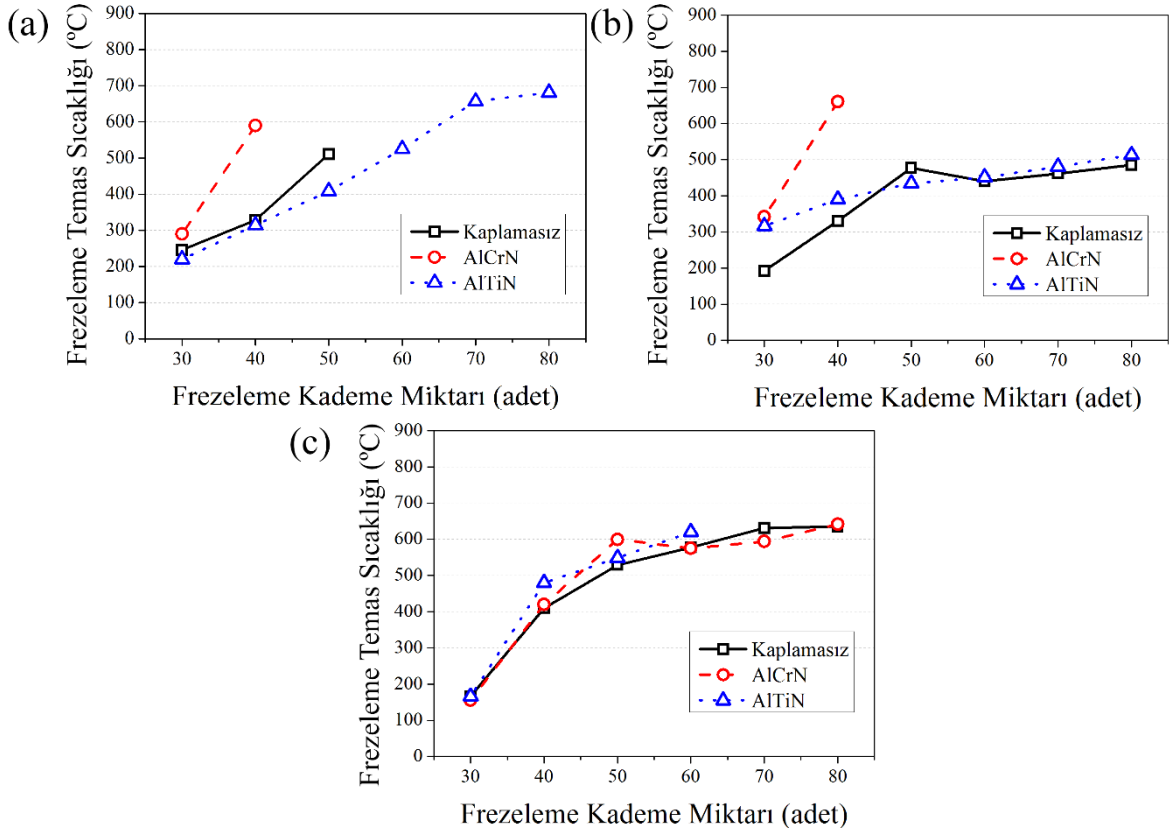 (a)
Frezeleme Temas Sıcaklığı (ºC)
900
800
700
600
500
400
300
200
100
0
30 40 50 60 70 80
Frezeleme Kademe Miktarı (adet)
Kaplamasız
AlCrN
AlTiN
(b)
Frezeleme Temas Sıcaklığı (ºC)
900
800
700
600
500
400
300
200
100
0
30 40 50 60 70 80
Frezeleme Kademe Miktarı (adet)
Kaplamasız
AlCrN
AlTiN
(c)
Frezeleme Temas Sıcaklığı (ºC)
900
800
700
600
500
400
300
200
100
0
30 40 50 60 70 80
Frezeleme Kademe Miktarı (adet)
Kaplamasız
AlCrN
AlTiN